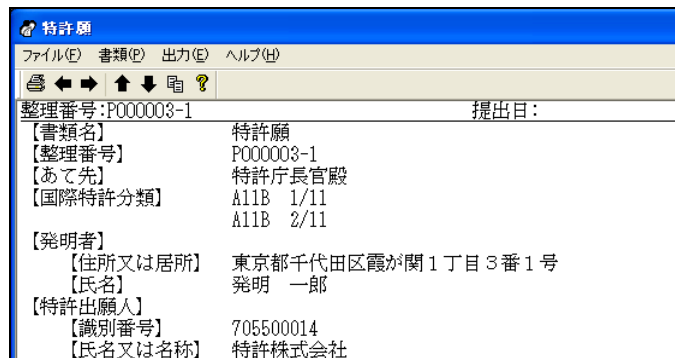 特許願
ファイル(F) 書類(P) 出力(E) ヘルプ(H)
整理番号:P000003-1 提出日:
【書類名】 特許願
【整理番号】 P000003-1
【あて先】 特許庁長官殿
【国際特許分類】 A11B 1/11
A11B 2/11
【発明者】
【住所又は居所】 東京都千代田区霞が関1丁目3番1号
【氏名】 発明 一郎
【特許出願人】
【識別番号】 705500014
【氏名又は名称】 特許株式会社